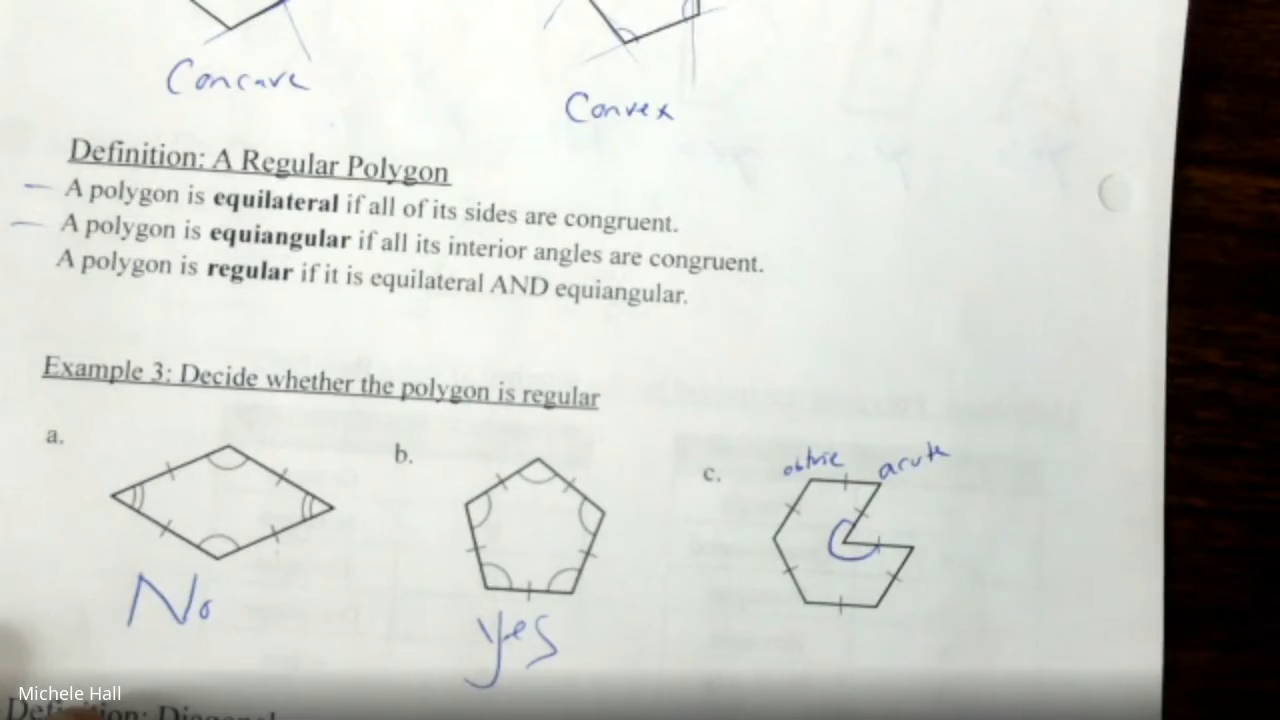 Concave
Convex
Definition: A Regular Polygon
A polygon is equilateral if all of its sides are congruent.
A polygon is equiangular if all its interior angles are congruent.
A polygon is regular if it is equilateral AND equiangular.
Example 3: Decide whether the polygon is regular
a.
b.
c.
obtuse
acute
No
yes
Michele Hall
Definition: Diagonal